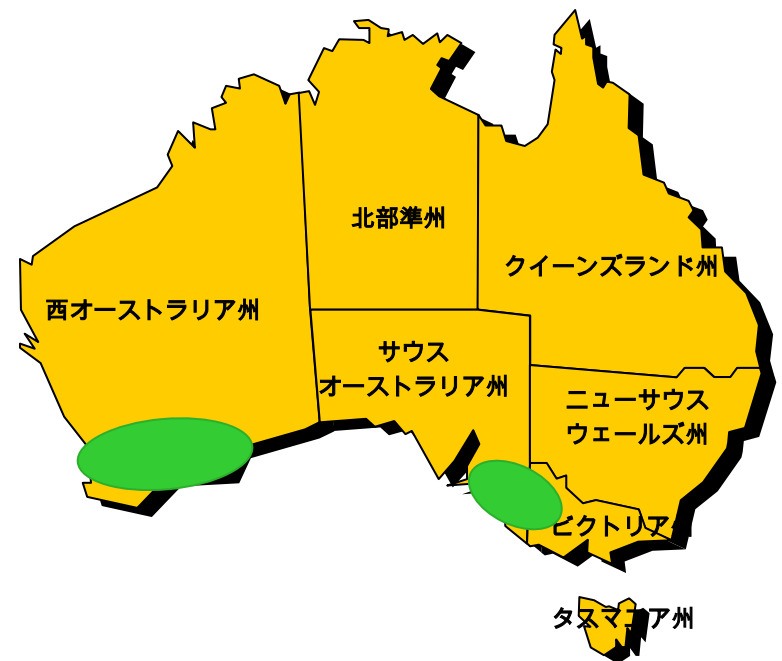 北部準州
クイーンズランド州
西オーストラリア州
サウス
オーストラリア州
ニューサウス
ウェールズ州
ビクトリア州
タスマニア州